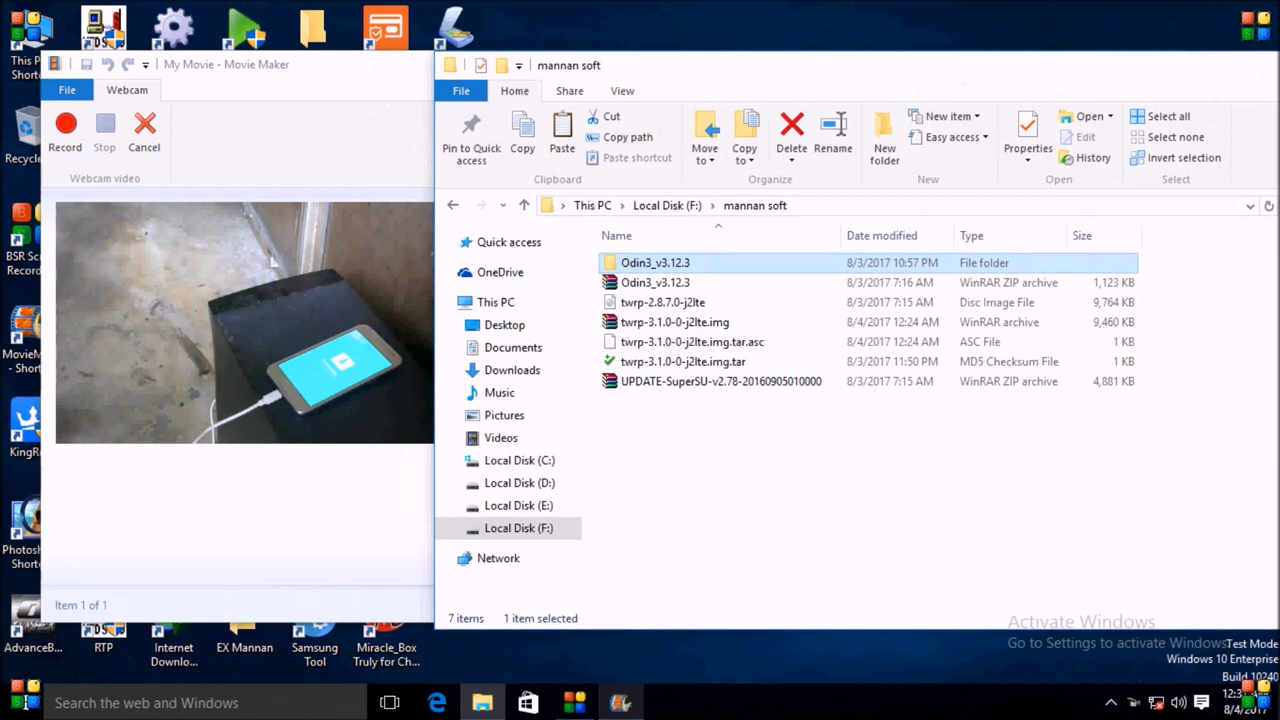 This P
Shorto
My Movie - Movie Maker
File
Webcam
Record
Stop
Cancel
Webcam video
Item 1 of 1
mannan soft
File
Home
Share
View
Pin to Quick
access
Copy
Paste
Cut
Copy path
Paste shortcut
Clipboard
Move
to
Copy
to
Delete
Rename
Organize
New
folder
New item
Easy access
New
Properties
Open
Edit
History
Open
Select all
Select none
Invert selection
Select
This PC
Local Disk (F:)
mannan soft
Quick access
OneDrive
This PC
Desktop
Documents
Downloads
Music
Pictures
Videos
Local Disk (C:)
Local Disk (D:)
Local Disk (E:)
Local Disk (F:)
Network
Name Date modified Type Size
Odin3_v3.12.3 8/3/2017 10:57 PM File folder
Odin3_v3.12.3 8/3/2017 7:16 AM WinRAR ZIP archive 1,123 KB
twrp-2.8.7.0-j2lte 8/3/2017 7:15 AM Disc Image File 9,764 KB
twrp-3.1.0-0-j2lte.img 8/4/2017 12:24 AM WinRAR archive 9,460 KB
twrp-3.1.0-0-j2lte.img.tar.asc 8/4/2017 12:24 AM ASC File 1 KB
twrp-3.1.0-0-j2lte.img.tar 8/3/2017 11:50 PM MD5 Checksum File 1 KB
UPDATE-SuperSU-v2.78-20160905010000 8/3/2017 7:15 AM WinRAR ZIP archive 4,881 KB
7 items
1 item selected
Recycle
BSR Scr
Record
MovieM
KingRo
Photosh
AdvanceB...
RTP
Internet
Downlo...
EX Mannan
Samsung
Tool
Miracle_Box
Truly for Ch...
Activate Windows
Go to Settings to activate Windows.
Test Mode
Windows 10 Enterprise
Build 10240
Search the web and Windows
8/4/2017